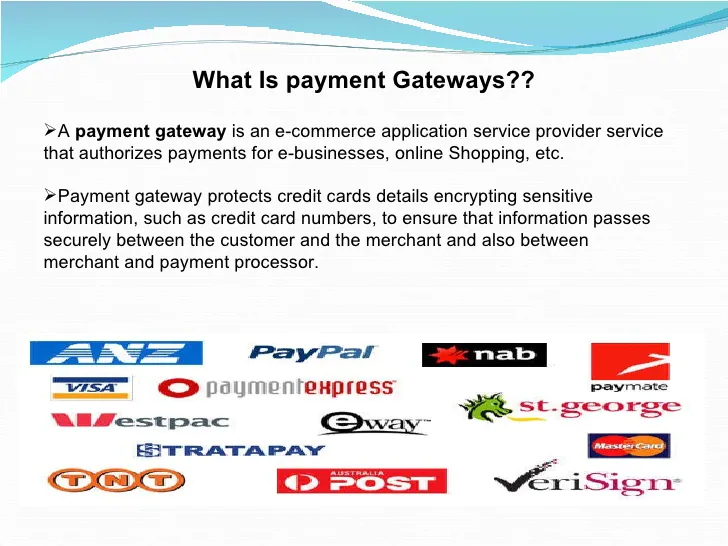 What Is payment Gateways??
➢A payment gateway is an e-commerce application service provider service
that authorizes payments for e-businesses, online Shopping, etc.
➢Payment gateway protects credit cards details encrypting sensitive
information, such as credit card numbers, to ensure that information passes
securely between the customer and the merchant and also between
merchant and payment processor.
ANZ
PayPal
nab
paymate
VISA
paymentexpress
st.george
Westpac
eway™
MasterCard
STRATAPAY
TNT
AUSTRALIA
POST
VeriSign®